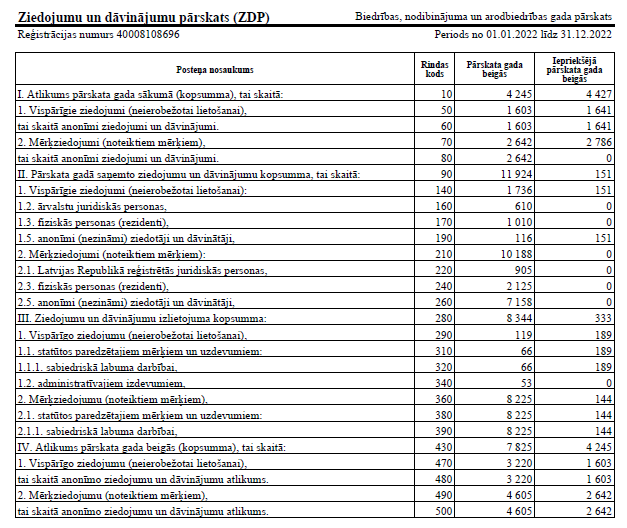 Ziedojumu un dāvinājumu pārskats (ZDP) Biedrības, nodibinājuma un arodbiedrības gada pārskats
Reģistrācijas numurs 40008108696 Periods no 01.01.2022 līdz 31.12.2022
Posteņa nosaukums Rindas kods Pārskata gada beigās Iepriekšējā pārskata gada beigās
I. Atlikums pārskata gada sākumā (kopsumma), tai skaitā: 10 4 245 4 427
1. Vispārīgie ziedojumi (neierobežotai lietošanai), 50 1 603 1 641
tai skaitā anonīmi ziedojumi un dāvinājumi. 60 1 603 1 641
2. Mērķziedojumi (noteiktiem mērķiem), 70 2 642 2 786
tai skaitā anonīmi ziedojumi un dāvinājumi. 80 2 642 0
II. Pārskata gadā saņemto ziedojumu un dāvinājumu kopsumma, tai skaitā: 90 11 924 151
1. Vispārīgie ziedojumi (neierobežotai lietošanai): 140 1 736 151
1.2. ārvalstu juridiskās personas, 160 610 0
1.3. fiziskās personas (rezidenti), 170 1 010 0
1.5. anonīmi (nezināmi) ziedotāji un dāvinātāji, 190 116 151
2. Mērķziedojumi (noteiktiem mērķiem): 210 10 188 0
2.1. Latvijas Republikā reģistrētās juridiskās personas, 220 905 0
2.3. fiziskās personas (rezidenti), 240 2 125 0
2.5. anonīmi (nezināmi) ziedotāji un dāvinātāji, 260 7 158 0
III. Ziedojumu un dāvinājumu izlietojuma kopsumma: 280 8 344 333
1. Vispārīgo ziedojumu (neierobežotai lietošanai), 290 119 189
1.1. statūtos paredzētajiem mērķiem un uzdevumiem: 310 66 189
1.1.1. sabiedriskā labuma darbībai, 320 66 189
1.2. administratīvajiem izdevumiem, 340 53 0
2. Mērķziedojumu (noteiktiem mērķiem), 360 8 225 144
2.1. statūtos paredzētajiem mērķiem un uzdevumiem: 380 8 225 144
2.1.1. sabiedriskā labuma darbībai, 390 8 225 144
IV. Atlikums pārskata gada beigās (kopsumma), tai skaitā: 430 7 825 4 245
1. Vispārīgo ziedojumu (neierobežotai lietošanai), 470 3 220 1 603
tai skaitā anonīmo ziedojumu un dāvinājumu atlikums. 480 3 220 1 603
2. Mērķziedojumu (noteiktiem mērķiem), 490 4 605 2 642
tai skaitā anonīmo ziedojumu un dāvinājumu atlikums. 500 4 605 2 642